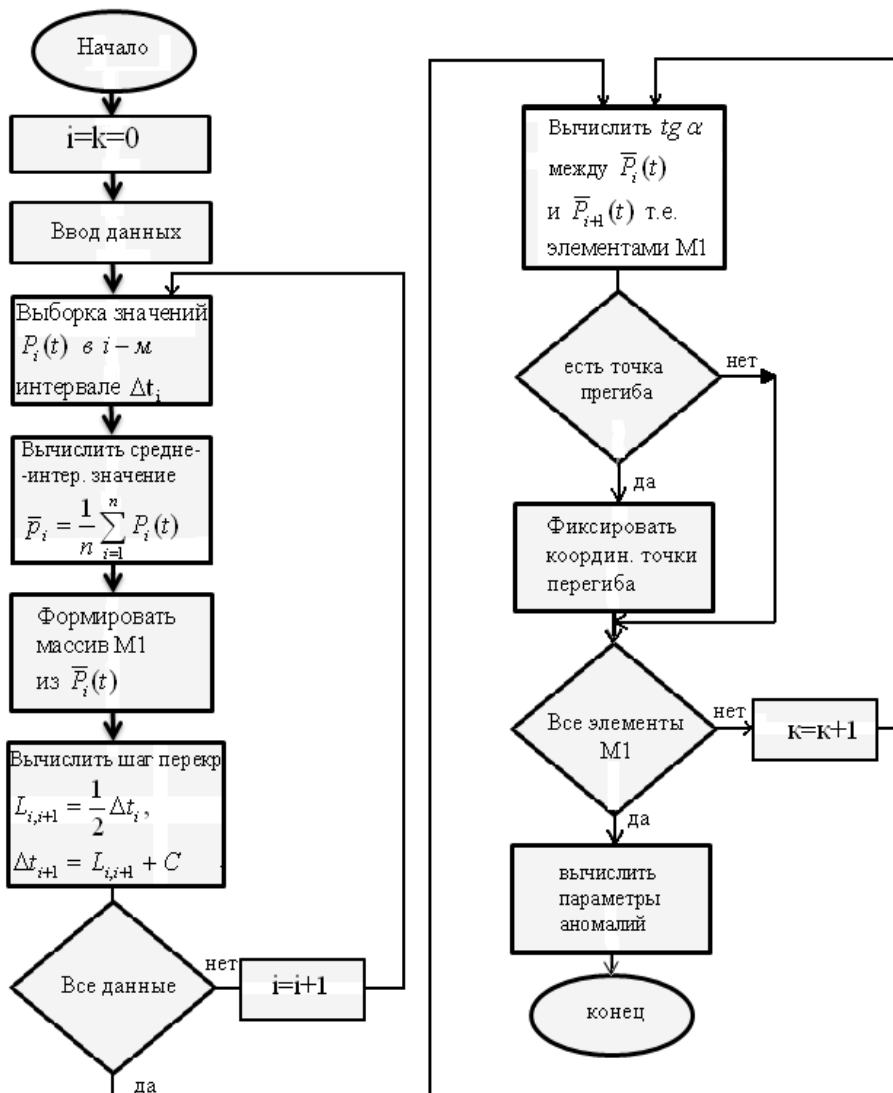 Начало
i=k=0
Ввод данных
Выборка значений
P_i(t) в i − м
интервале Δt_i
Вычислить средне-
-интер. значение
p̅_i = 1/n ∑_{i=1}^{n} P_i(t)
Формировать
массив М1
из P̅_i(t)
Вычислить шаг перекр
L_{i,i+1} = 1/2 Δt_i,
Δt_{i+1} = L_{i,i+1} + C
Все данные
нет
i=i+1
да
Вычислить tg α
между P̅_i(t)
и P̅_{i+1}(t) т.е.
элементами М1
есть точка
прегиба
нет
да
Фиксировать
координ. точки
перегиба
Все элементы
М1
нет
к=к+1
да
вычислить
параметры
аномалий
конец